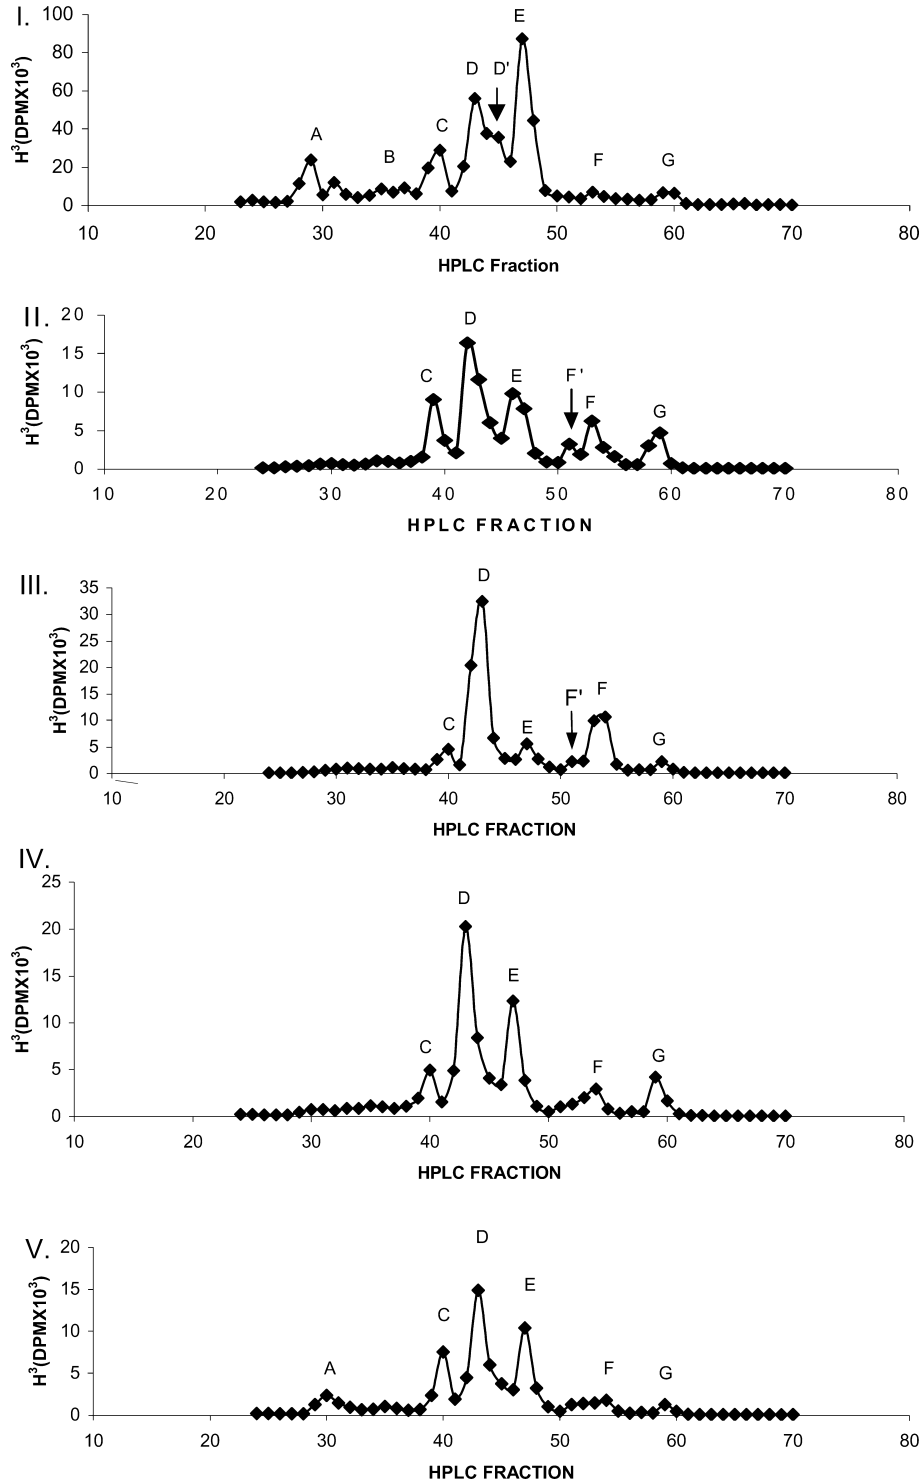 I.
H³(DPMX10³)
100
80
60
40
20
0
A
B
C
D
D'
E
F
G
10 20 30 40 50 60 70 80
HPLC Fraction
II.
H³(DPMX10³)
20
15
10
5
0
C
D
E
F'
F
G
10 20 30 40 50 60 70 80
HPLC FRACTION
III.
H³(DPMX10³)
35
30
25
20
15
10
5
0
C
D
E
F'
F
G
10 20 30 40 50 60 70 80
HPLC FRACTION
IV.
H³(DPMX10³)
25
20
15
10
5
0
C
D
E
F
G
10 20 30 40 50 60 70 80
HPLC FRACTION
V.
H³(DPMX10³)
20
15
10
5
0
A
C
D
E
F
G
10 20 30 40 50 60 70 80
HPLC FRACTION